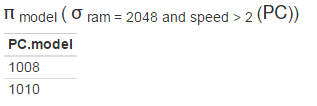 π model ( σ ram = 2048 and speed > 2 (PC))
PC.model
1008
1010